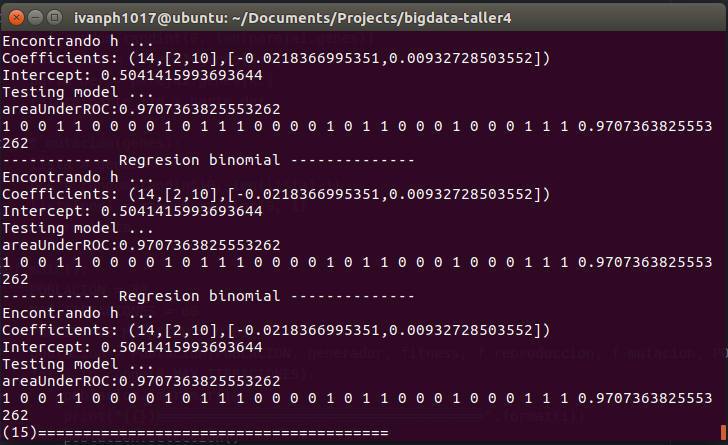 ivanph1017@ubuntu: ~/Documents/Projects/bigdata-taller4
Encontrando h ...
Coefficients: (14,[2,10],[-0.0218366995351,0.00932728503552])
Intercept: 0.5041415993693644
Testing model ...
areaUnderROC:0.9707363825553262
1 0 0 1 1 0 0 0 0 1 0 1 1 1 0 0 0 0 1 0 1 1 0 0 0 1 0 0 0 1 1 1 0.9707363825553
262
------------ Regresion binomial --------------
Encontrando h ...
Coefficients: (14,[2,10],[-0.0218366995351,0.00932728503552])
Intercept: 0.5041415993693644
Testing model ...
areaUnderROC:0.9707363825553262
1 0 0 1 1 0 0 0 0 1 0 1 1 1 0 0 0 0 1 0 1 1 0 0 0 1 0 0 0 1 1 1 0.9707363825553
262
------------ Regresion binomial --------------
Encontrando h ...
Coefficients: (14,[2,10],[-0.0218366995351,0.00932728503552])
Intercept: 0.5041415993693644
Testing model ...
areaUnderROC:0.9707363825553262
1 0 0 1 1 0 0 0 0 1 0 1 1 1 0 0 0 0 1 0 1 1 0 0 0 1 0 0 0 1 1 1 0.9707363825553
262
(15)=======================================